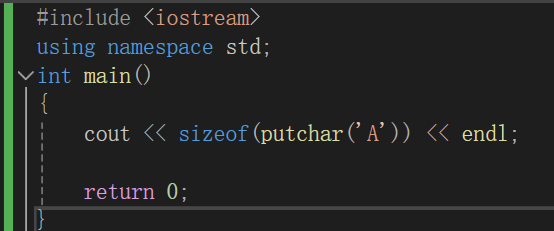 #include <iostream>
using namespace std;
int main()
{
cout << sizeof(putchar('A')) << endl;
return 0;
}